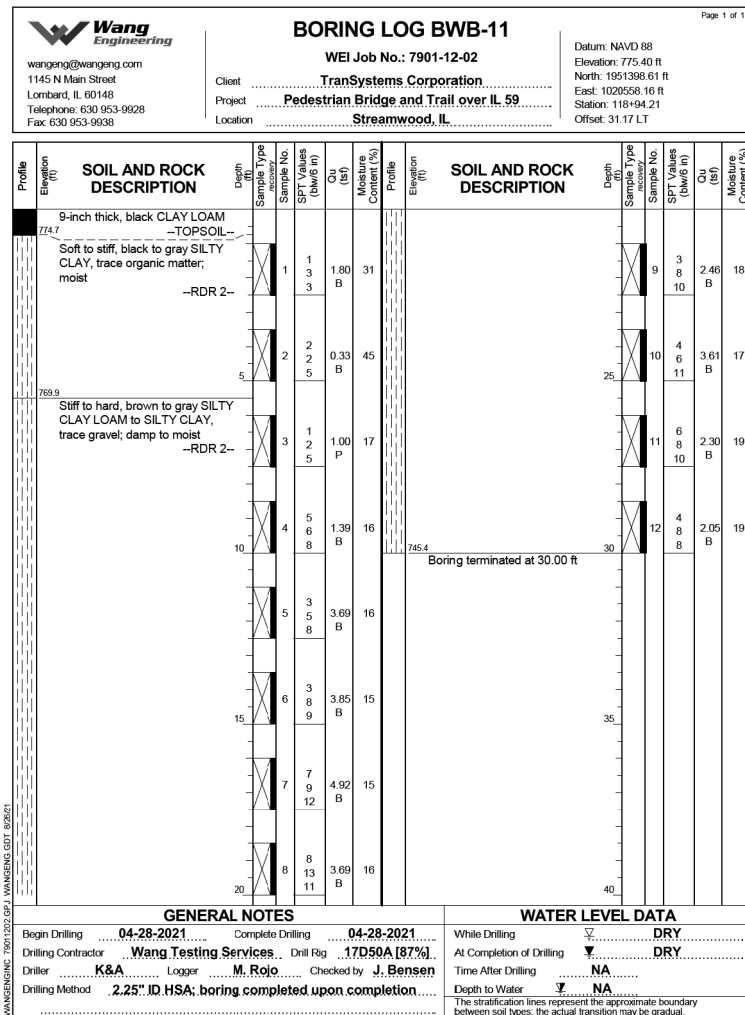 Page 1 of 1
Wang
Engineering
wangeng@wangeng.com
1145 N Main Street
Lombard, IL 60148
Telephone: 630 953-9928
Fax: 630 953-9938
BORING LOG BWB-11
WEI Job No.: 7901-12-02
Client TranSystems Corporation
Project Pedestrian Bridge and Trail over IL 59
Location Streamwood, IL
Datum: NAVD 88
Elevation: 775.40 ft
North: 1951398.61 ft
East: 1020558.16 ft
Station: 118+94.21
Offset: 31.17 LT
Profile
Elevation (ft)
SOIL AND ROCK
DESCRIPTION
Depth (ft)
Sample Type
recovery
Sample No.
SPT Values (blw/6 in)
Qu (tsf)
Moisture Content (%)
Profile
Elevation (ft)
SOIL AND ROCK
DESCRIPTION
Depth (ft)
Sample Type
recovery
Sample No.
SPT Values (blw/6 in)
Qu (tsf)
Moisture Content (%)
9-inch thick, black CLAY LOAM
774.7 --TOPSOIL--
Soft to stiff, black to gray SILTY
CLAY, trace organic matter;
moist
--RDR 2--
1 1 3 3 1.80 B 31
2 2 2 5 0.33 B 45
5
769.9
Stiff to hard, brown to gray SILTY
CLAY LOAM to SILTY CLAY,
trace gravel; damp to moist
--RDR 2--
3 1 2 5 1.00 P 17
4 5 6 8 1.39 B 16
10
5 3 5 8 3.69 B 16
6 3 8 9 3.85 B 15
15
7 7 9 12 4.92 B 15
8 8 13 11 3.69 B 16
20
9 3 8 10 2.46 B 18
10 4 6 11 3.61 B 17
25
11 6 8 10 2.30 B 19
12 4 8 8 2.05 B 19
745.4 30
Boring terminated at 30.00 ft
35
40
GENERAL NOTES
Begin Drilling 04-28-2021 Complete Drilling 04-28-2021
Drilling Contractor Wang Testing Services Drill Rig 17D50A [87%]
Driller K&A Logger M. Rojo Checked by J. Bensen
Drilling Method 2.25" ID HSA; boring completed upon completion
WATER LEVEL DATA
While Drilling DRY
At Completion of Drilling DRY
Time After Drilling NA
Depth to Water NA
The stratification lines represent the approximate boundary
between soil types; the actual transition may be gradual.
WANGENGINC 79011202.GPJ WANGENG.GDT 8/26/21